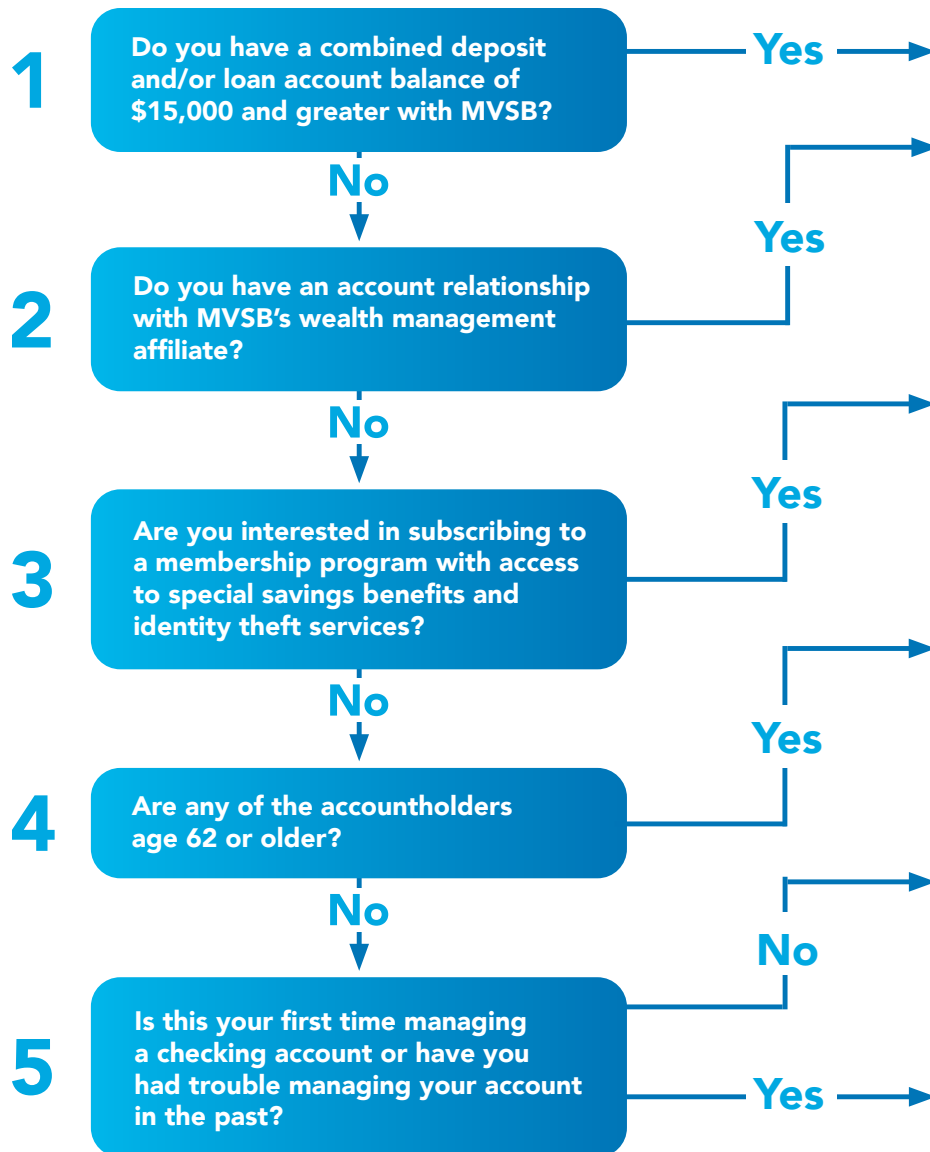 1
Do you have a combined deposit
and/or loan account balance of
$15,000 and greater with MVSB?
Yes
No
2
Do you have an account relationship
with MVSB’s wealth management
affiliate?
Yes
No
3
Are you interested in subscribing to
a membership program with access
to special savings benefits and
identity theft services?
Yes
No
4
Are any of the accountholders
age 62 or older?
Yes
No
5
Is this your first time managing
a checking account or have you
had trouble managing your account
in the past?
No
Yes